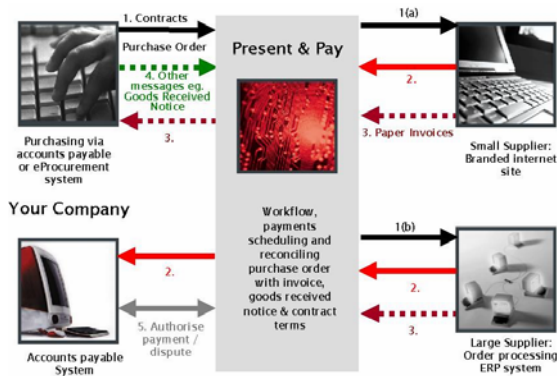 1. Contracts
Purchase Order
4. Other
messages eg.
Goods Received
Notice
3.
Purchasing via
accounts payable
or eProcurement
system
Your Company
2.
5. Authorise
payment /
dispute
Accounts payable
System
Present & Pay
Workflow,
payments
scheduling and
reconciling
purchase order
with invoice,
goods received
notice & contract
terms
1(a)
2.
3. Paper Invoices
Small Supplier:
Branded internet
site
1(b)
2.
3.
Large Supplier:
Order processing
ERP system